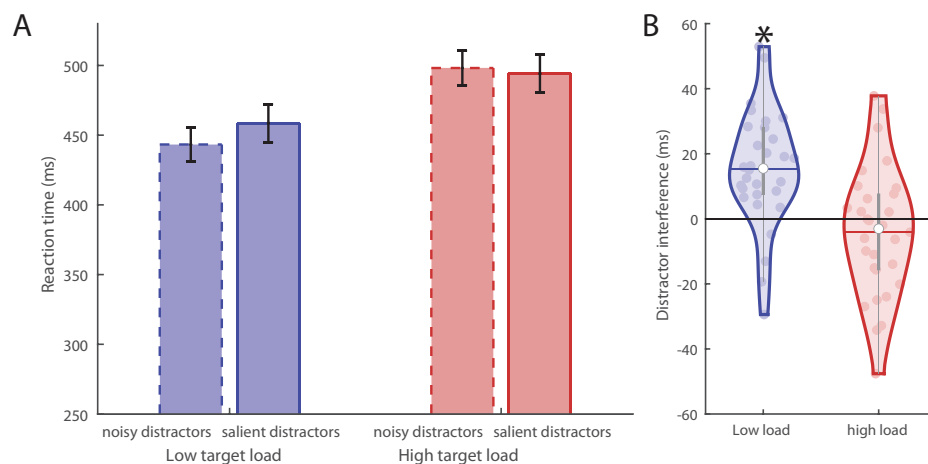 A
Reaction time (ms)
500
450
400
350
300
250
noisy distractors
salient distractors
noisy distractors
salient distractors
Low target load
High target load
B
Distractor interference (ms)
60
40
20
0
-20
-40
-60
*
Low load
high load